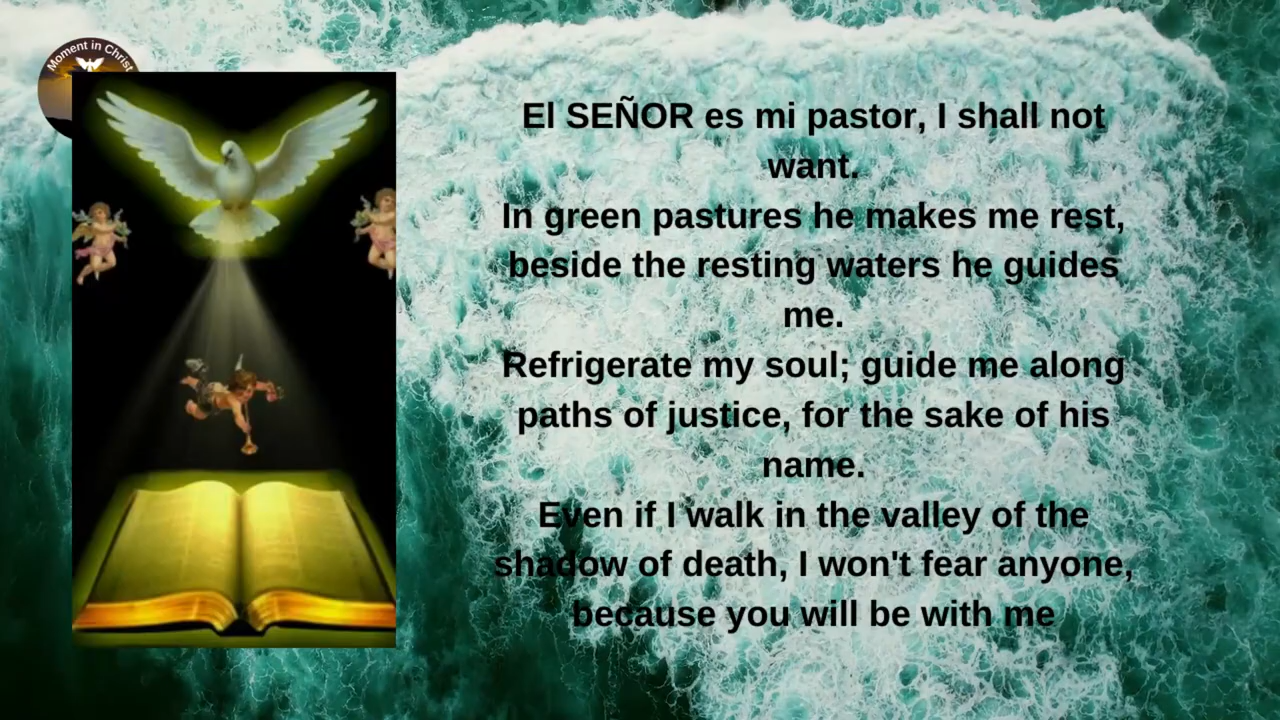 Moment in Christ
El SEÑOR es mi pastor, I shall not
want.
In green pastures he makes me rest,
beside the resting waters he guides
me.
Refrigerate my soul; guide me along
paths of justice, for the sake of his
name.
Even if I walk in the valley of the
shadow of death, I won't fear anyone,
because you will be with me